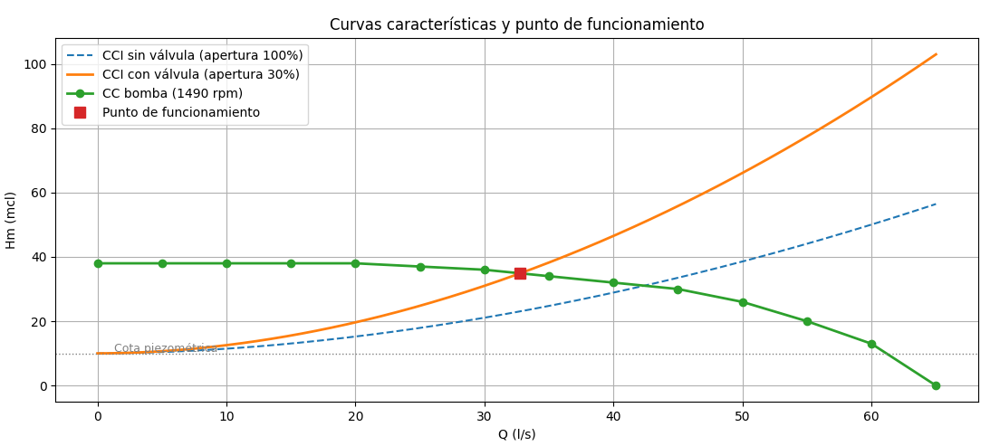 Curvas características y punto de funcionamiento
CCI sin válvula (apertura 100%)
CCI con válvula (apertura 30%)
CC bomba (1490 rpm)
Punto de funcionamiento
Hm (mcl)
100
80
60
40
20
0
Cota piezométrica
0 10 20 30 40 50 60
Q (l/s)